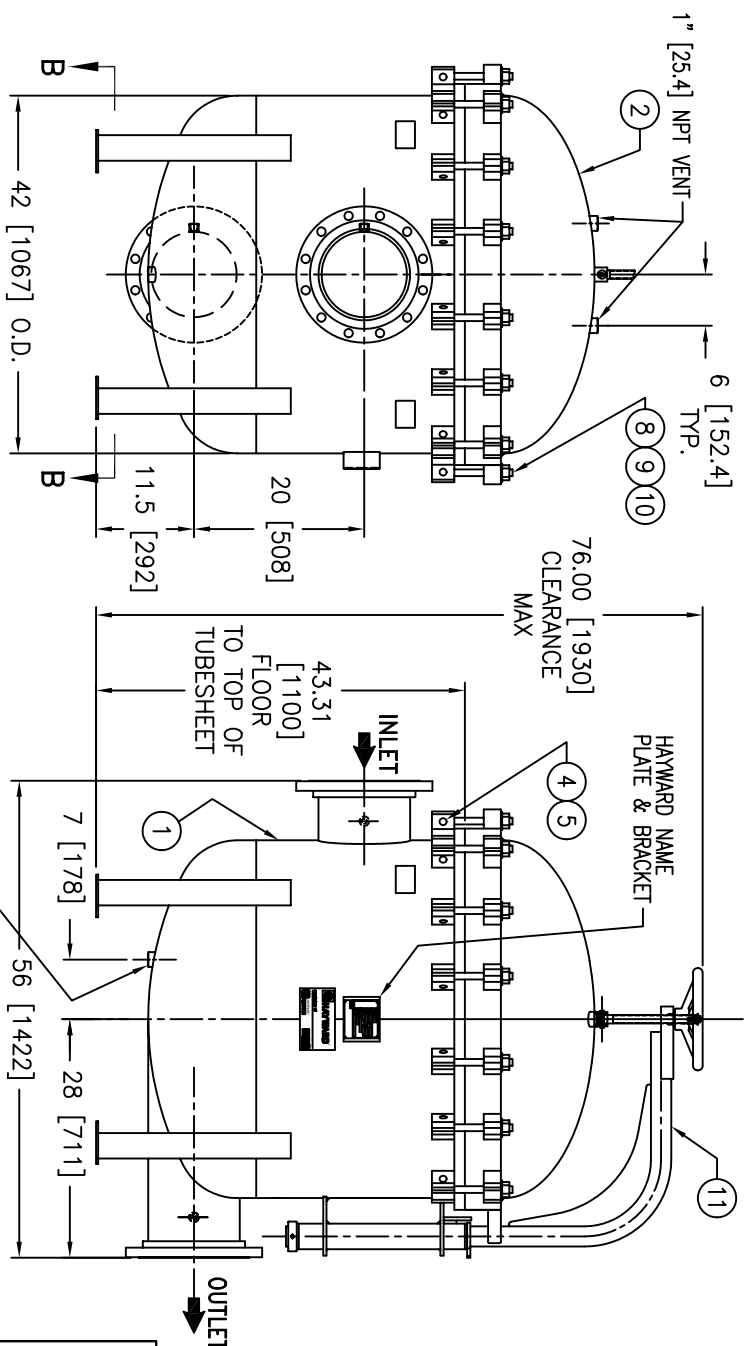 1" [25.4] NPT VENT
2
6 [152.4]
TYP.
8 9 10
B
B
42 [1067] O.D.
11.5 [292]
20 [508]
76.00 [1930]
CLEARANCE
MAX
43.31
[1100]
FLOOR
TO TOP OF
TUBESHEET
HAYWARD NAME
PLATE & BRACKET
4 5
INLET
1
11
HAYWARD
7 [178]
28 [711]
56 [1422]
OUTLET